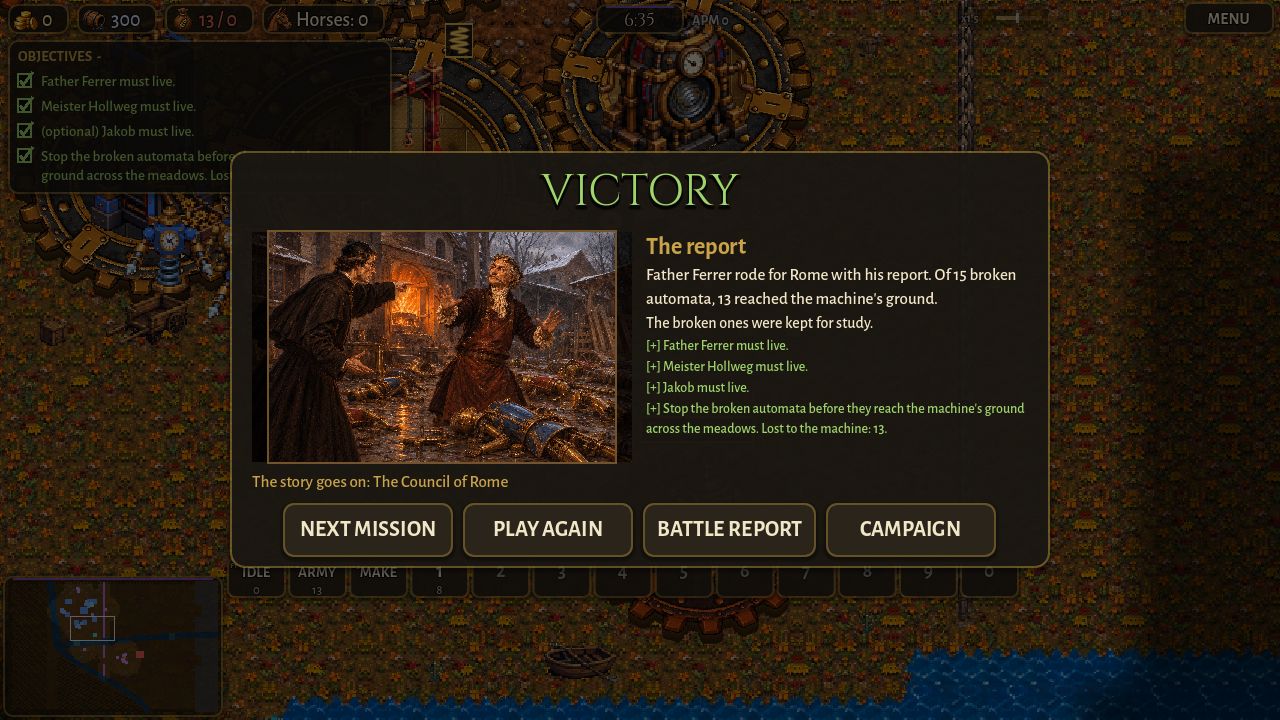 0
300
13 / 0
Horses: 0
6:35
APM 0
x1 s
MENU
OBJECTIVES -
Father Ferrer must live.
Meister Hollweg must live.
(optional) Jakob must live.
Stop the broken automata before
ground across the meadows. Lost
VICTORY
The report
Father Ferrer rode for Rome with his report. Of 15 broken
automata, 13 reached the machine's ground.
The broken ones were kept for study.
[+] Father Ferrer must live.
[+] Meister Hollweg must live.
[+] Jakob must live.
[+] Stop the broken automata before they reach the machine's ground
across the meadows. Lost to the machine: 13.
The story goes on: The Council of Rome
NEXT MISSION
PLAY AGAIN
BATTLE REPORT
CAMPAIGN
IDLE
0
ARMY
13
MAKE
1
8
2
3
4
5
6
7
8
9
0